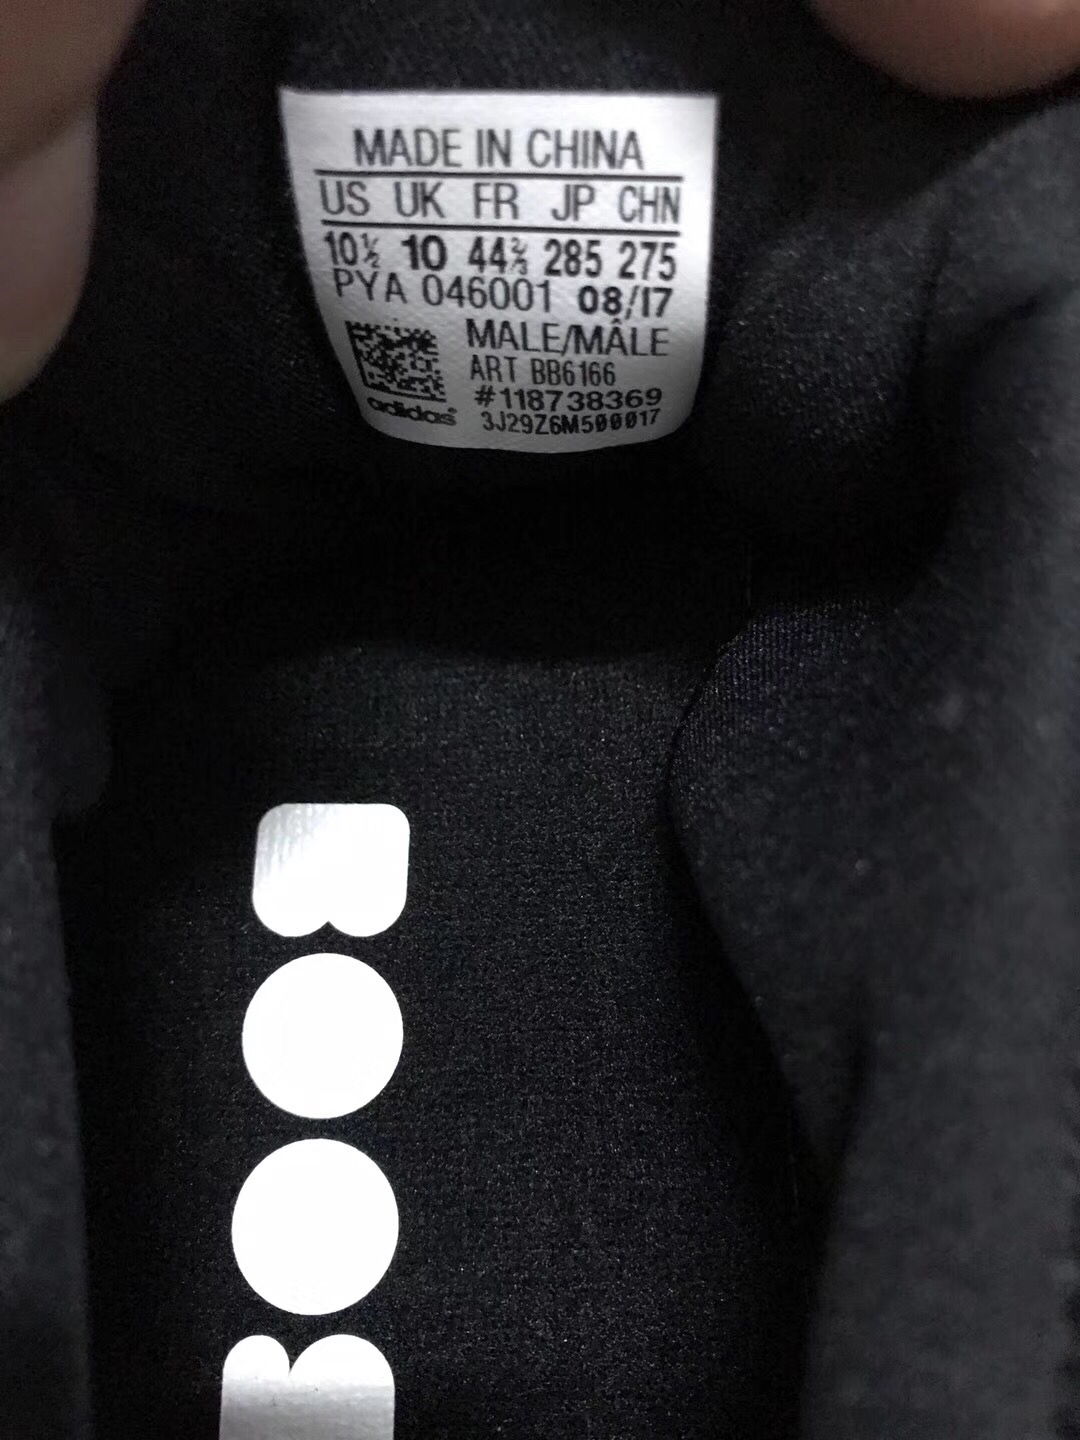 MADE IN CHINA
US UK FR JP CHN
10½ 10 44⅔ 285 275
PYA 046001 08/17
MALE/MÂLE
ART BB6166
#118738369
adidas® 3J29Z6M500017
BOOST